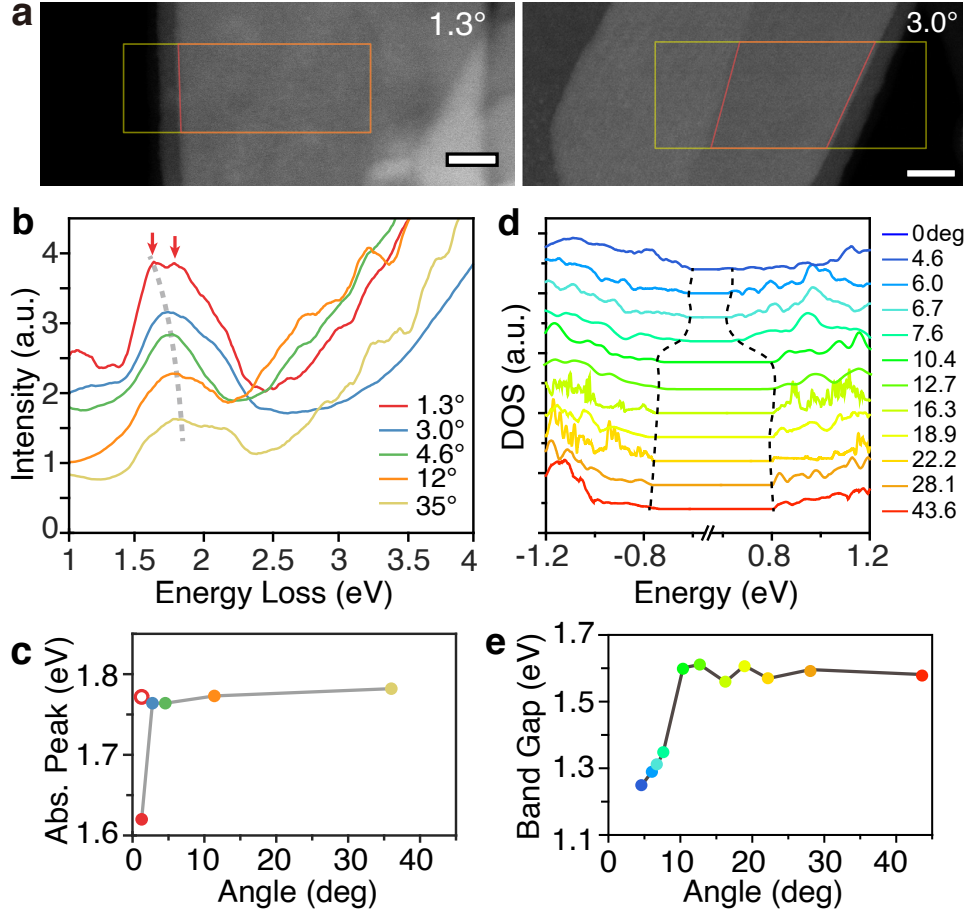 a
1.3°
3.0°
b
Intensity (a.u.)
4
3
2
1
0
1.3°
3.0°
4.6°
12°
35°
1 1.5 2 2.5 3 3.5 4
Energy Loss (eV)
d
DOS (a.u.)
0 deg
4.6
6.0
6.7
7.6
10.4
12.7
16.3
18.9
22.2
28.1
43.6
-1.2 -0.8 0.8 1.2
Energy (eV)
c
Abs. Peak (eV)
1.8
1.7
1.6
0 10 20 30 40
Angle (deg)
e
Band Gap (eV)
1.7
1.5
1.3
1.1
0 10 20 30 40
Angle (deg)